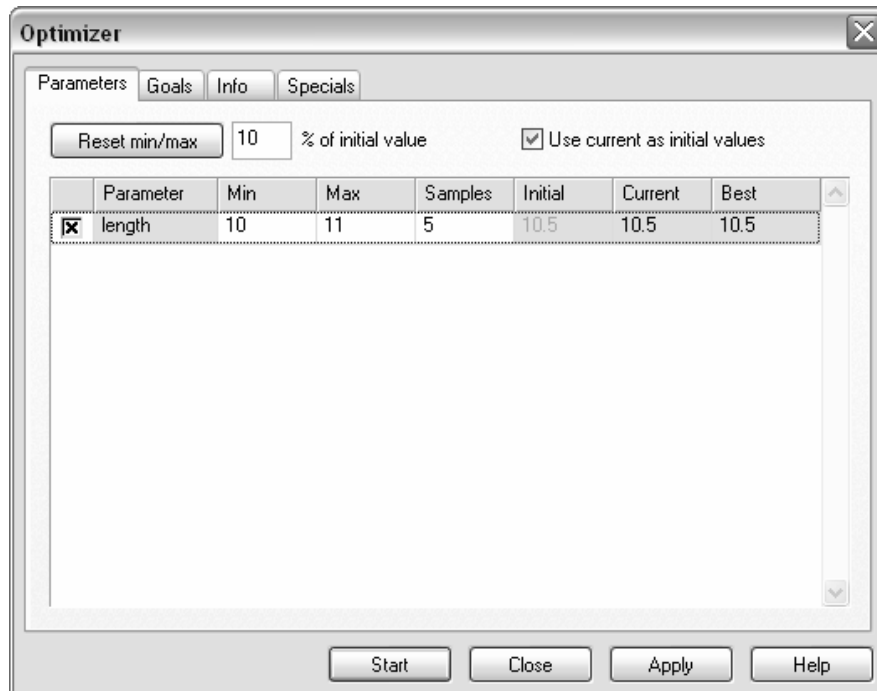 Optimizer
Parameters Goals Info Specials
Reset min/max 10 % of initial value Use current as initial values
Parameter Min Max Samples Initial Current Best
length 10 11 5 10.5 10.5 10.5
Start Close Apply Help